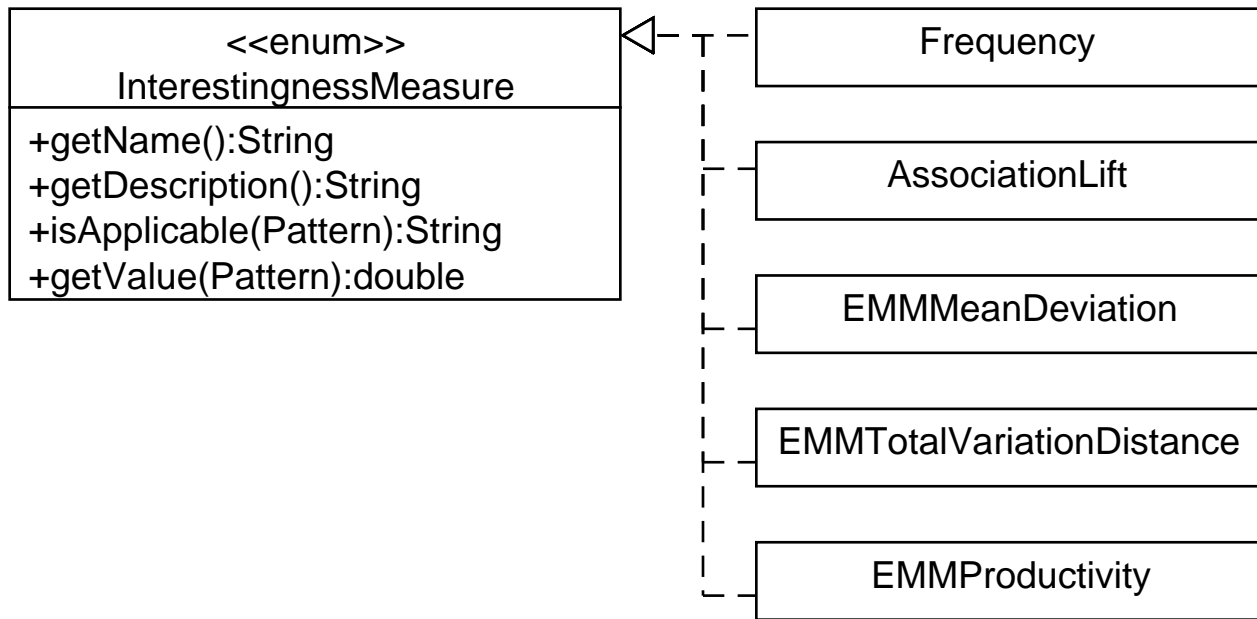 <<enum>>
InterestingnessMeasure
+getName():String
+getDescription():String
+isApplicable(Pattern):String
+getValue(Pattern):double
Frequency
AssociationLift
EMMMeanDeviation
EMMTotalVariationDistance
EMMProductivity